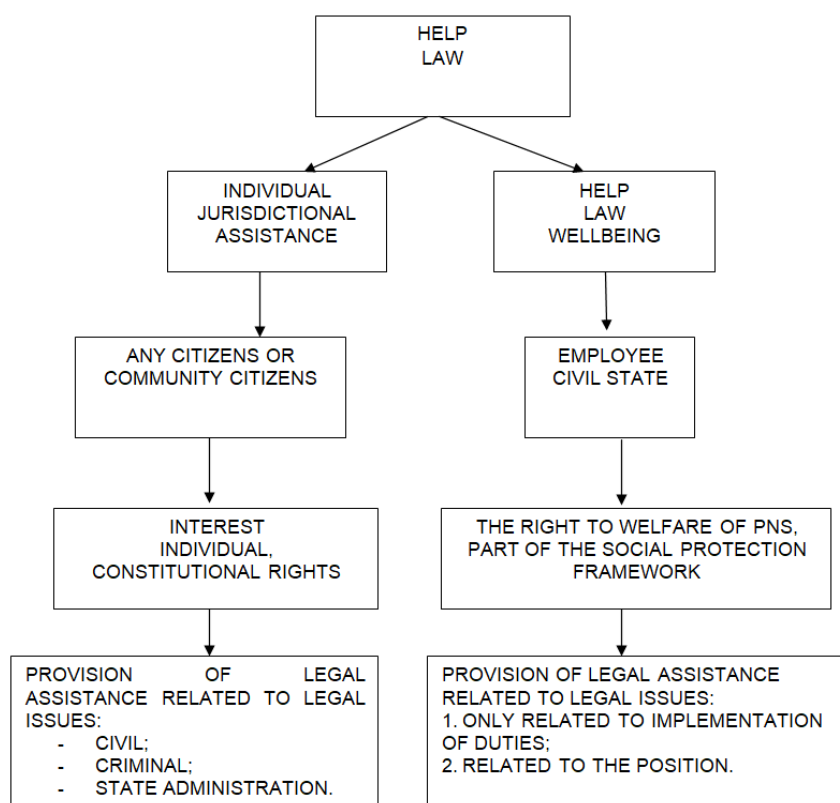 HELP
LAW
INDIVIDUAL
JURISDICTIONAL
ASSISTANCE
HELP
LAW
WELLBEING
ANY CITIZENS OR
COMMUNITY CITIZENS
EMPLOYEE
CIVIL STATE
INTEREST
INDIVIDUAL,
CONSTITUTIONAL RIGHTS
THE RIGHT TO WELFARE OF PNS,
PART OF THE SOCIAL PROTECTION
FRAMEWORK
PROVISION OF LEGAL
ASSISTANCE RELATED TO LEGAL
ISSUES:
- CIVIL;
- CRIMINAL;
- STATE ADMINISTRATION.
PROVISION OF LEGAL ASSISTANCE
RELATED TO LEGAL ISSUES:
1. ONLY RELATED TO IMPLEMENTATION
OF DUTIES;
2. RELATED TO THE POSITION.